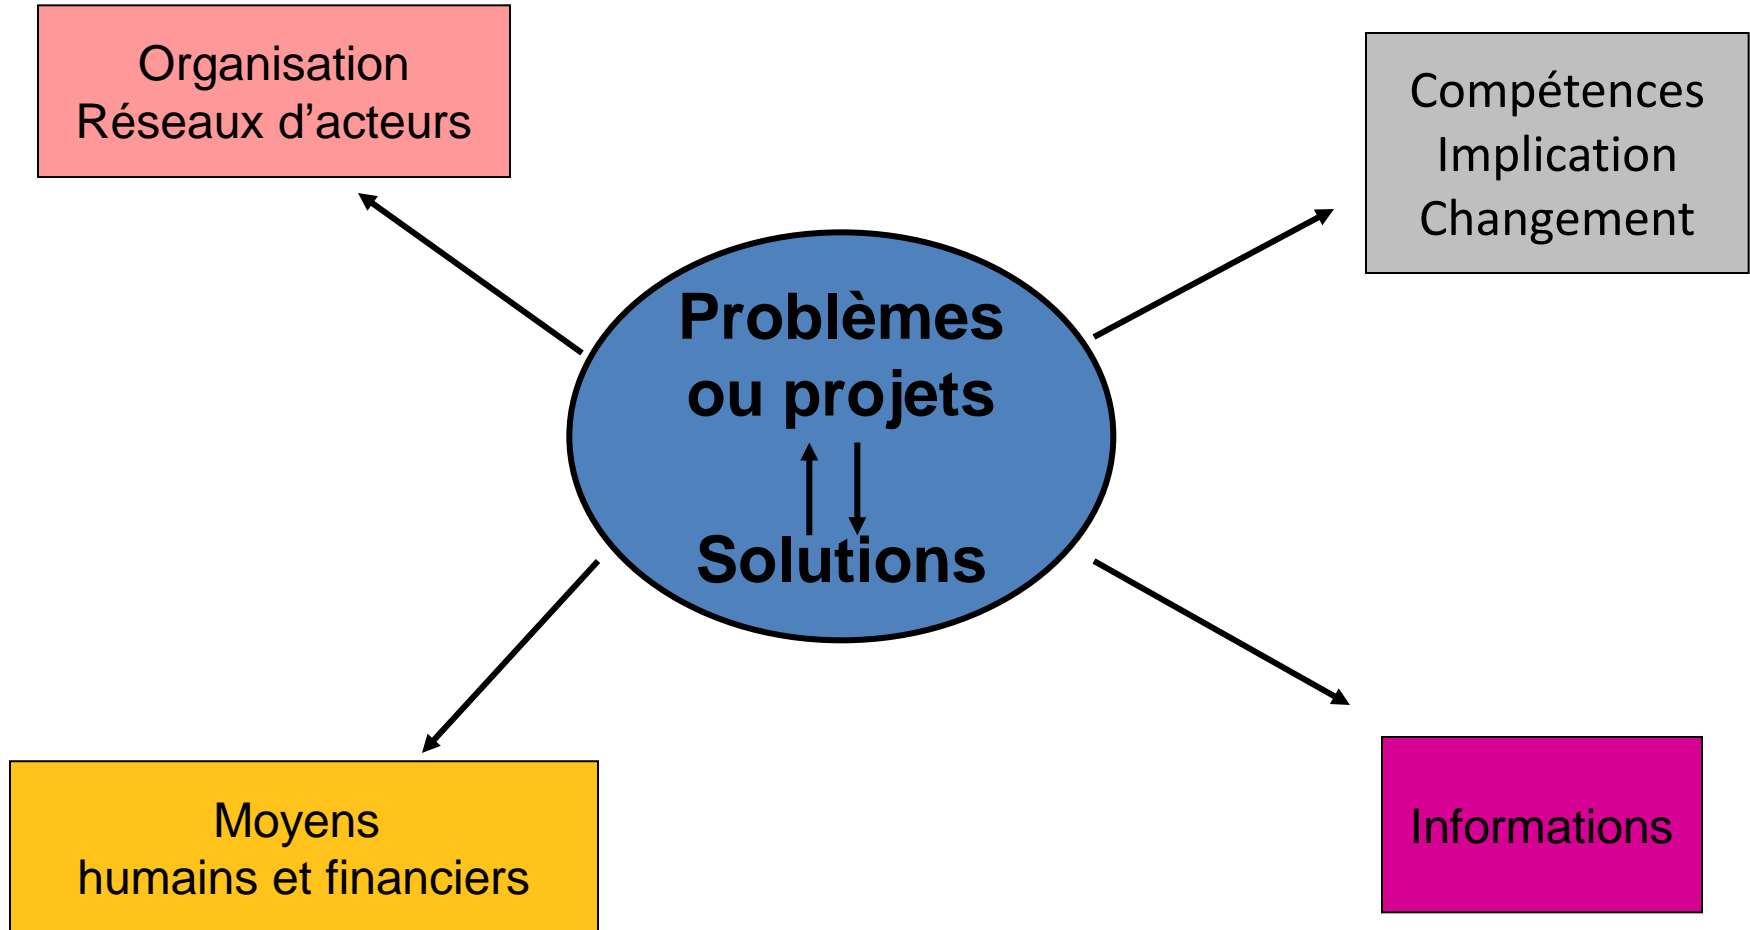 Organisation
Réseaux d’acteurs
Compétences
Implication
Changement
Problèmes
ou projets
Solutions
Moyens
humains et financiers
Informations